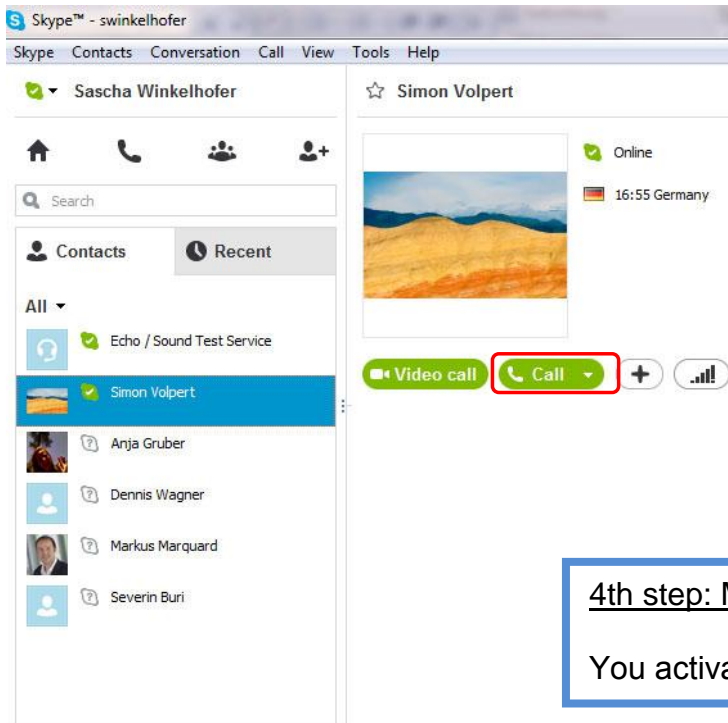 Skype™ - swinkelhofer
Skype Contacts Conversation Call View Tools Help
Sascha Winkelhofer
Search
Contacts Recent
All
Echo / Sound Test Service
Simon Volpert
Anja Gruber
Dennis Wagner
Markus Marquard
Severin Buri
Simon Volpert
Online
16:55 Germany
Video call Call
4th step:
You